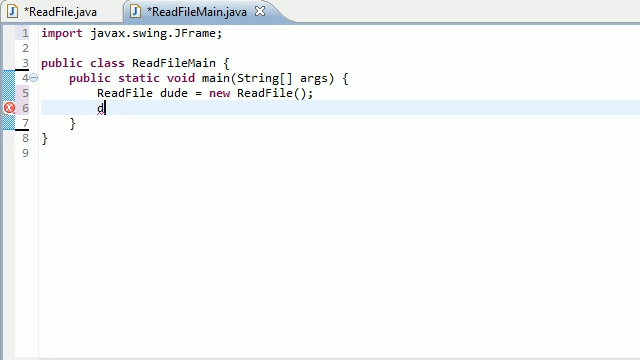 *ReadFile.java *ReadFileMain.java
1 import javax.swing.JFrame;
2
3 public class ReadFileMain {
4 public static void main(String[] args) {
5 ReadFile dude = new ReadFile();
6 d
7 }
8 }
9